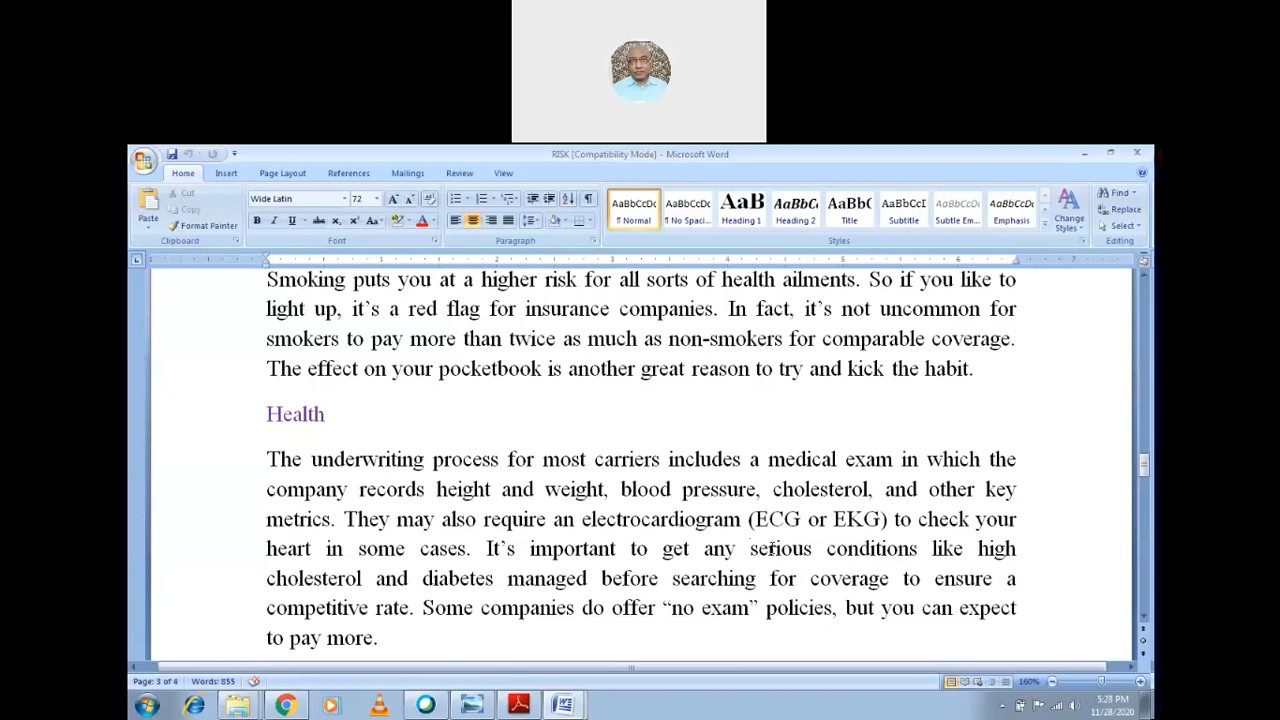 RISK [Compatibility Mode] - Microsoft Word
Home Insert Page Layout References Mailings Review View
Paste
Cut
Copy
Format Painter
Clipboard
Wide Latin 72
Font
Paragraph
AaBbCcDc AaBbCcDc AaB AaBbCc AaBbC AaBbCcI AaBbCcDc AaBbCcDc
¶ Normal ¶ No Spaci... Heading 1 Heading 2 Title Subtitle Subtle Em... Emphasis
Change Styles
Styles
Find
Replace
Select
Editing
1 2 3 4 5 6 7
Smoking puts you at a higher risk for all sorts of health ailments. So if you like to
light up, it’s a red flag for insurance companies. In fact, it’s not uncommon for
smokers to pay more than twice as much as non-smokers for comparable coverage.
The effect on your pocketbook is another great reason to try and kick the habit.
Health
The underwriting process for most carriers includes a medical exam in which the
company records height and weight, blood pressure, cholesterol, and other key
metrics. They may also require an electrocardiogram (ECG or EKG) to check your
heart in some cases. It’s important to get any serious conditions like high
cholesterol and diabetes managed before searching for coverage to ensure a
competitive rate. Some companies do offer “no exam” policies, but you can expect
to pay more.
Page: 3 of 4 Words: 855 160%
5:28 PM
11/28/2020